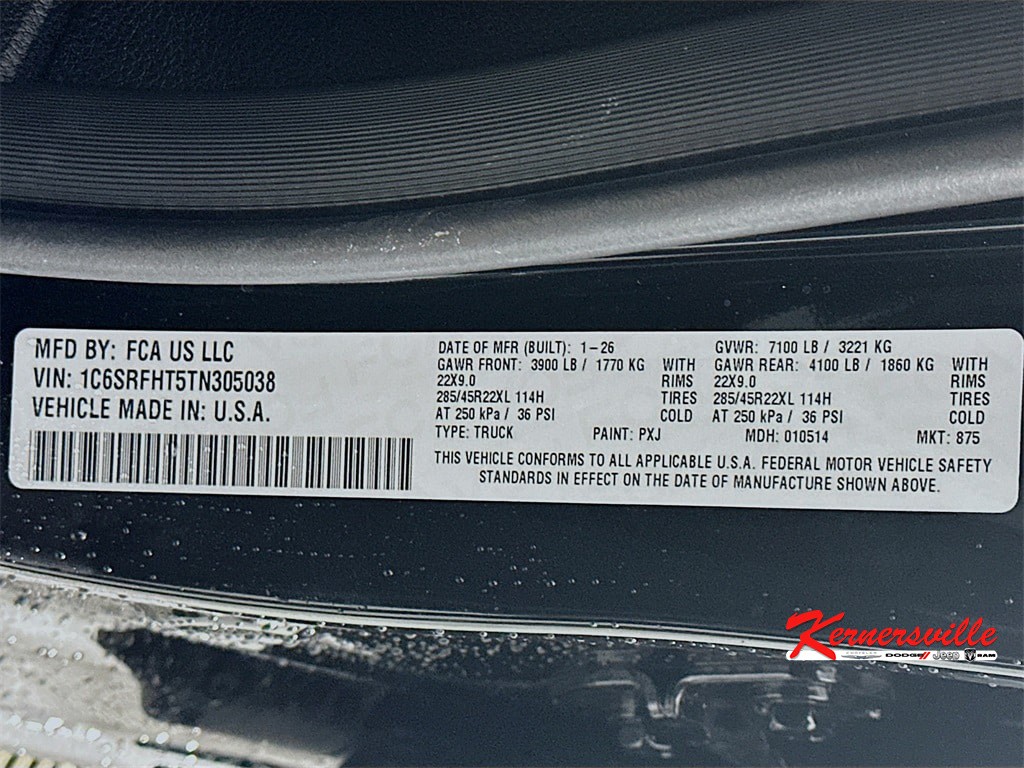 MFD BY: FCA US LLC
VIN: 1C6SRFHT5TN305038
VEHICLE MADE IN: U.S.A.
DATE OF MFR (BUILT): 1-26 GVWR: 7100 LB / 3221 KG
GAWR FRONT: 3900 LB / 1770 KG WITH GAWR REAR: 4100 LB / 1860 KG WITH
22X9.0 RIMS 22X9.0 RIMS
285/45R22XL 114H TIRES 285/45R22XL 114H TIRES
AT 250 kPa / 36 PSI COLD AT 250 kPa / 36 PSI COLD
TYPE: TRUCK PAINT: PXJ MDH: 010514 MKT: 875
THIS VEHICLE CONFORMS TO ALL APPLICABLE U.S.A. FEDERAL MOTOR VEHICLE SAFETY
STANDARDS IN EFFECT ON THE DATE OF MANUFACTURE SHOWN ABOVE.
Kernersville
CHRYSLER DODGE Jeep RAM